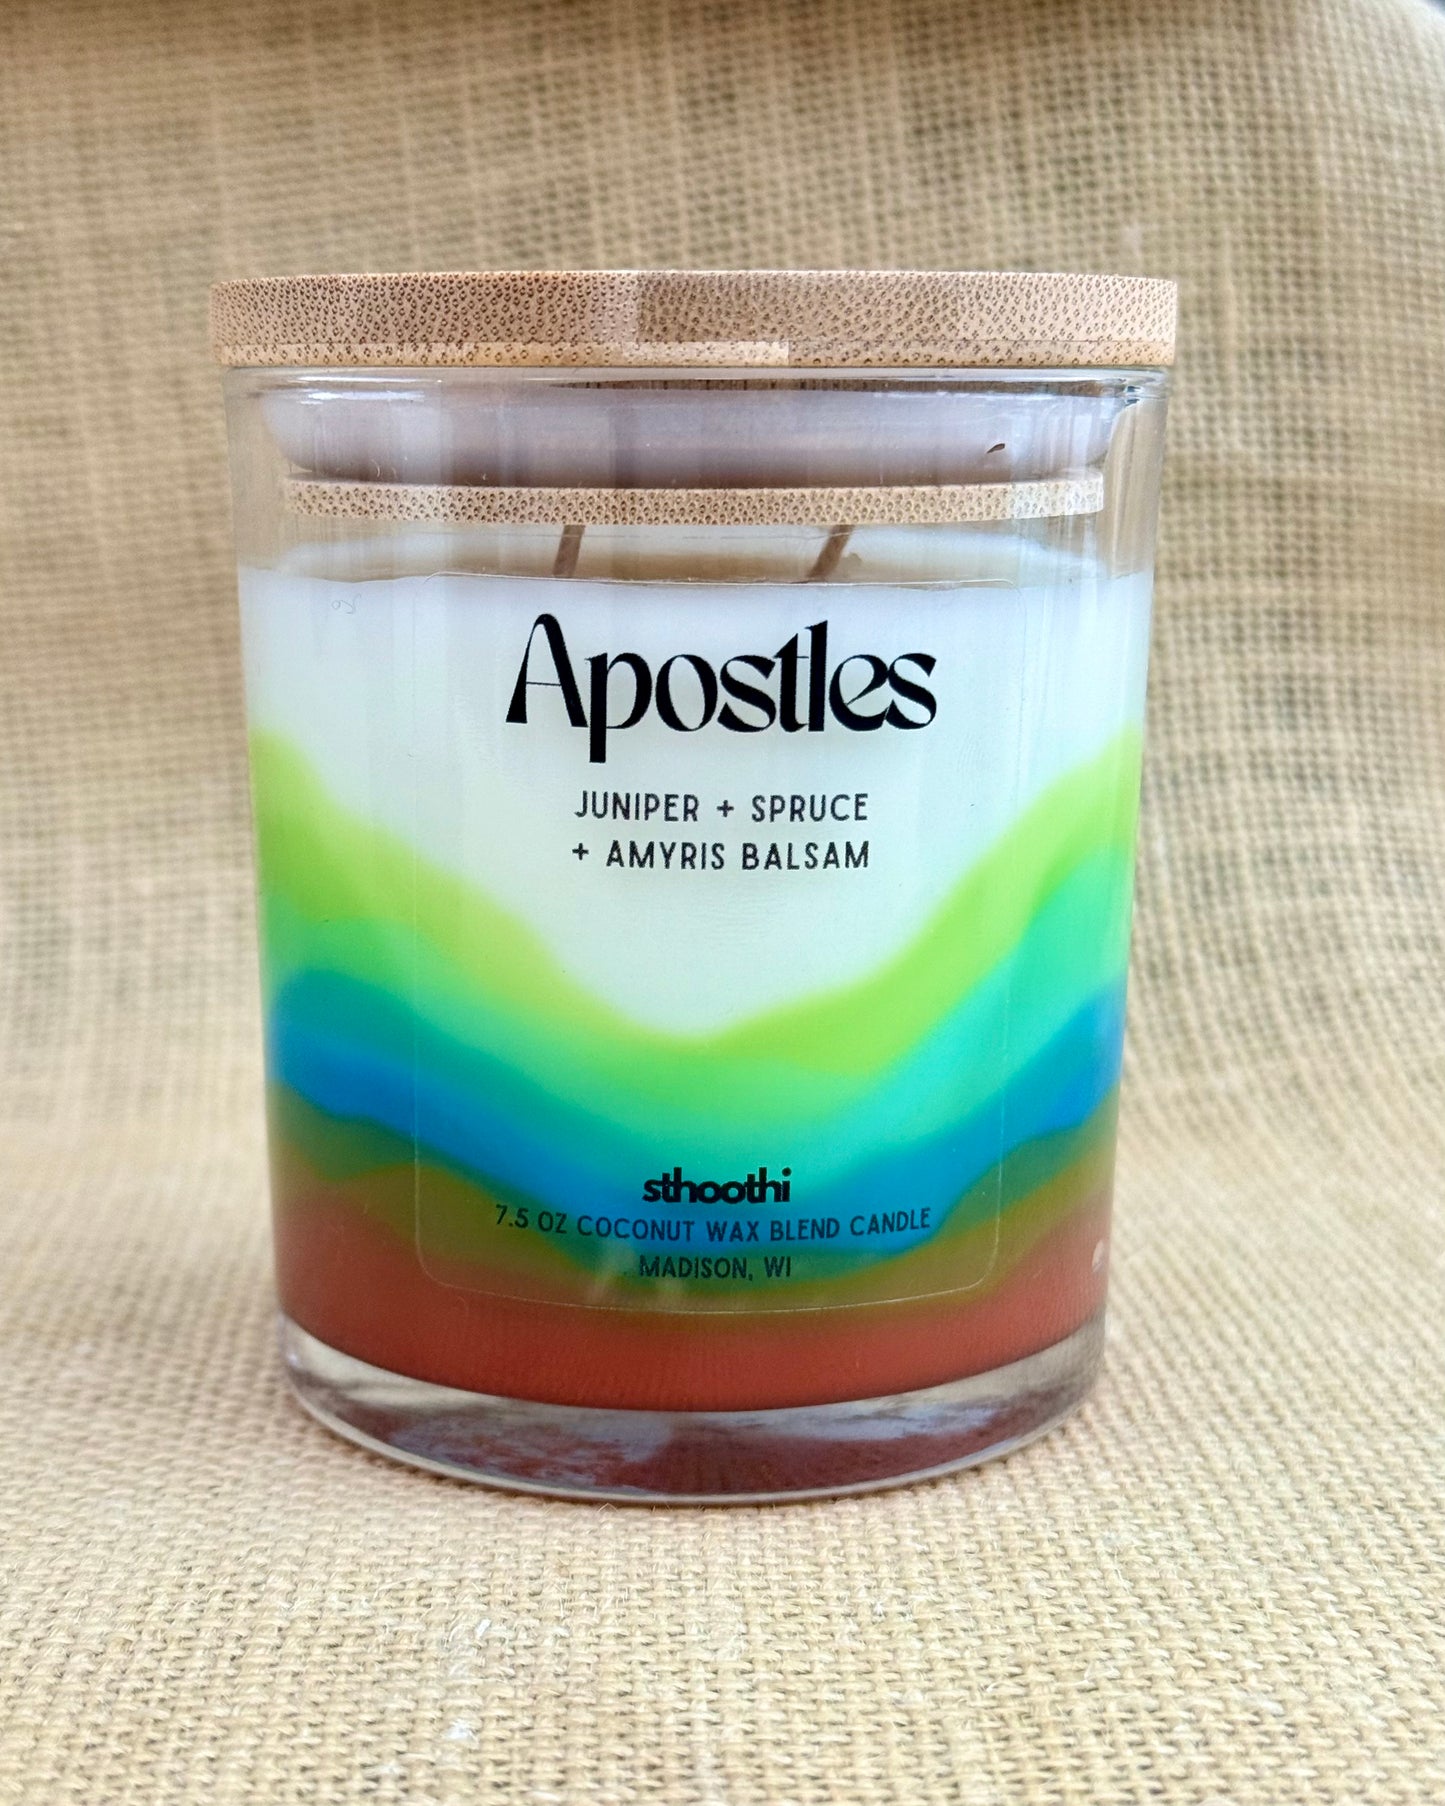 Apostles
JUNIPER + SPRUCE
+ AMYRIS BALSAM
sthoothi
7.5 OZ COCONUT WAX BLEND CANDLE
MADISON, WI